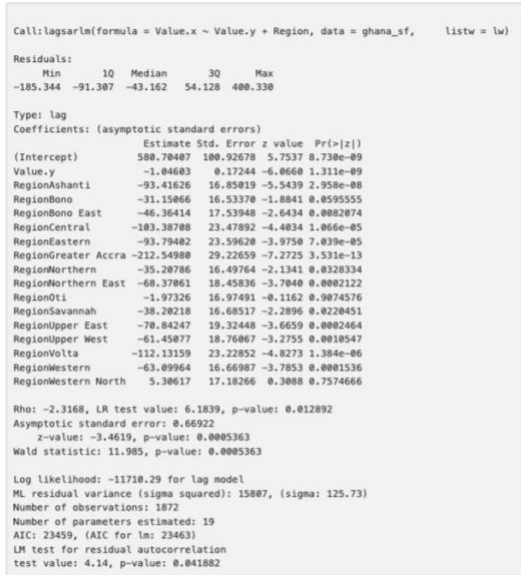 Call:lagsarlm(formula = Value.x ~ Value.y + Region, data = ghana_sf,     listw = lw)
Residuals:
Min 1Q Median 3Q Max
-185.344 -91.307 -43.162 54.128 400.330
Type: lag
Coefficients: (asymptotic standard errors)
Estimate Std. Error z value Pr(>|z|)
(Intercept) 580.70407 100.92678 5.7537 8.730e-09
Value.y -1.04603 0.17244 -6.0660 1.311e-09
RegionAshanti -93.41626 16.85019 -5.5439 2.958e-08
RegionBono -31.15066 16.53370 -1.8841 0.0595555
RegionBono East -46.36414 17.53948 -2.6434 0.0082074
RegionCentral -103.38708 23.47892 -4.4034 1.066e-05
RegionEastern -93.79402 23.59620 -3.9750 7.039e-05
RegionGreater Accra -212.54980 29.22659 -7.2725 3.531e-13
RegionNorthern -35.20786 16.49764 -2.1341 0.0328334
RegionNorthern East -68.37061 18.45836 -3.7040 0.0002122
RegionOti -1.97326 16.97491 -0.1162 0.9074576
RegionSavannah -38.20218 16.68517 -2.2896 0.0220451
RegionUpper East -70.84247 19.32448 -3.6659 0.0002464
RegionUpper West -61.45077 18.76067 -3.2755 0.0010547
RegionVolta -112.13159 23.22852 -4.8273 1.384e-06
RegionWestern -63.09964 16.66987 -3.7853 0.0001536
RegionWestern North 5.30617 17.18266 0.3088 0.7574666
Rho: -2.3168, LR test value: 6.1839, p-value: 0.012892
Asymptotic standard error: 0.66922
z-value: -3.4619, p-value: 0.0005363
Wald statistic: 11.985, p-value: 0.0005363
Log likelihood: -11710.29 for lag model
ML residual variance (sigma squared): 15807, (sigma: 125.73)
Number of observations: 1872
Number of parameters estimated: 19
AIC: 23459, (AIC for lm: 23463)
LM test for residual autocorrelation
test value: 4.14, p-value: 0.041882